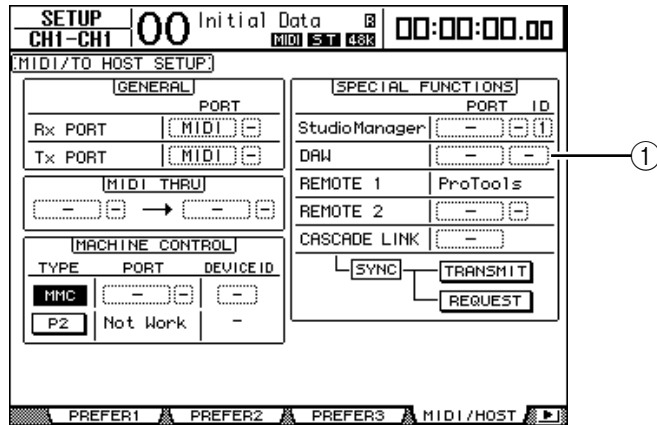 SETUP
CH1-CH1
00 Initial Data R
MIDI ST 48K
00:00:00.00
MIDI/TO HOST SETUP
GENERAL
PORT
Rx PORT MIDI -
Tx PORT MIDI -
MIDI THRU
- - → - -
MACHINE CONTROL
TYPE PORT DEVICE ID
MMC - - -
P2 Not Work -
SPECIAL FUNCTIONS
PORT ID
StudioManager - - 1
DAW - -
REMOTE 1 ProTools
REMOTE 2 - -
CASCADE LINK -
SYNC TRANSMIT
REQUEST
1
PREFER1 PREFER2 PREFER3 MIDI/HOST